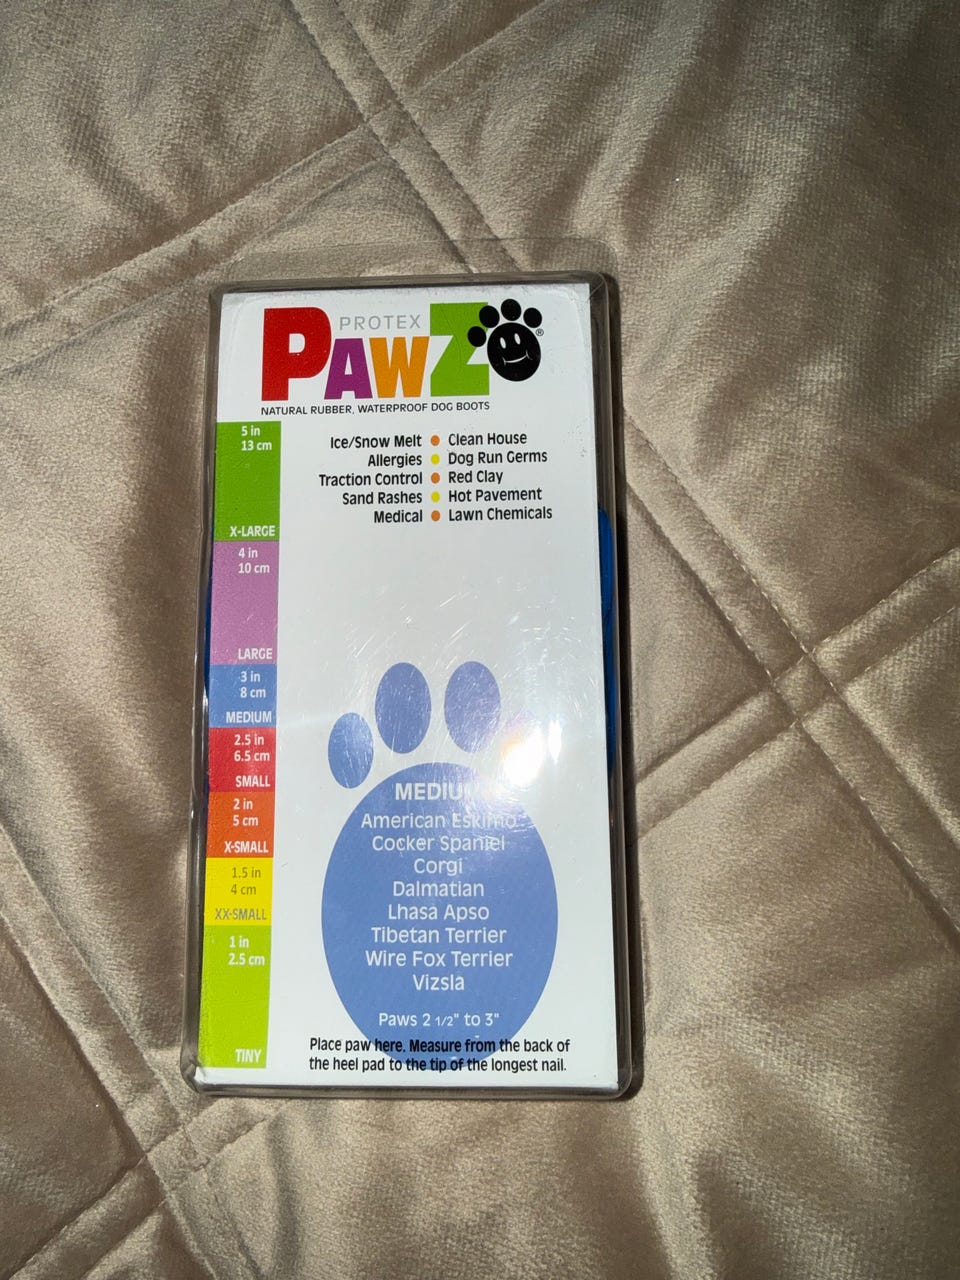 PROTEX
PAWZ®
NATURAL RUBBER, WATERPROOF DOG BOOTS
Ice/Snow Melt Clean House
Allergies Dog Run Germs
Traction Control Red Clay
Sand Rashes Hot Pavement
Medical Lawn Chemicals
5 in
13 cm
X-LARGE
4 in
10 cm
LARGE
3 in
8 cm
MEDIUM
2.5 in
6.5 cm
SMALL
2 in
5 cm
X-SMALL
1.5 in
4 cm
XX-SMALL
1 in
2.5 cm
TINY
MEDIUM
American Eskimo
Cocker Spaniel
Corgi
Dalmatian
Lhasa Apso
Tibetan Terrier
Wire Fox Terrier
Vizsla
Paws 2 1/2" to 3"
Place paw here. Measure from the back of
the heel pad to the tip of the longest nail.